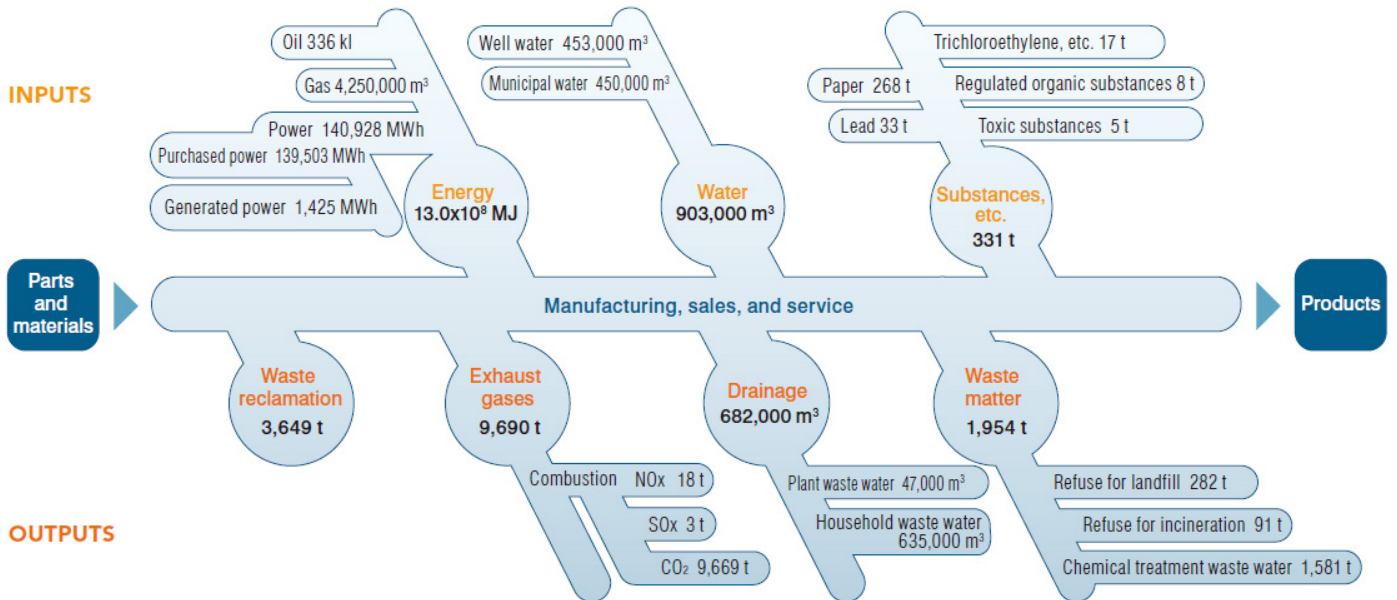 INPUTS
Oil 336 kl
Gas 4,250,000 m³
Power 140,928 MWh
Purchased power 139,503 MWh
Generated power 1,425 MWh
Energy
13.0x10⁸ MJ
Well water 453,000 m³
Municipal water 450,000 m³
Water
903,000 m³
Trichloroethylene, etc. 17 t
Paper 268 t
Regulated organic substances 8 t
Lead 33 t
Toxic substances 5 t
Substances,
etc.
331 t
Parts
and
materials
Manufacturing, sales, and service
Products
Waste
reclamation
3,649 t
Exhaust
gases
9,690 t
Drainage
682,000 m³
Waste
matter
1,954 t
OUTPUTS
Combustion NOx 18 t
SOx 3 t
CO₂ 9,669 t
Plant waste water 47,000 m³
Household waste water
635,000 m³
Refuse for landfill 282 t
Refuse for incineration 91 t
Chemical treatment waste water 1,581 t